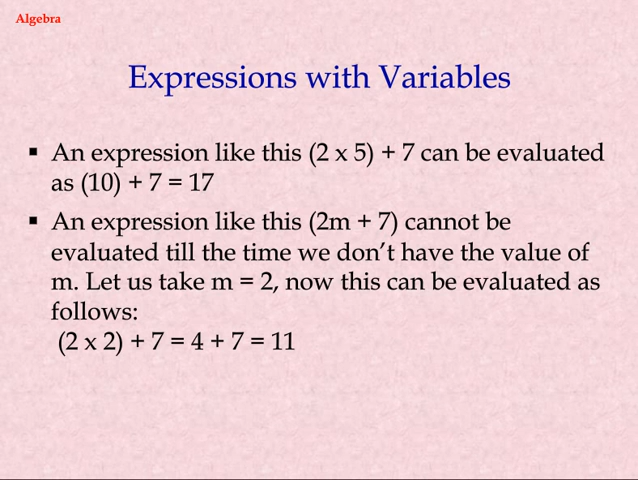 Algebra
Expressions with Variables
▪ An expression like this (2 x 5) + 7 can be evaluated
as (10) + 7 = 17
▪ An expression like this (2m + 7) cannot be
evaluated till the time we don’t have the value of
m. Let us take m = 2, now this can be evaluated as
follows:
(2 x 2) + 7 = 4 + 7 = 11